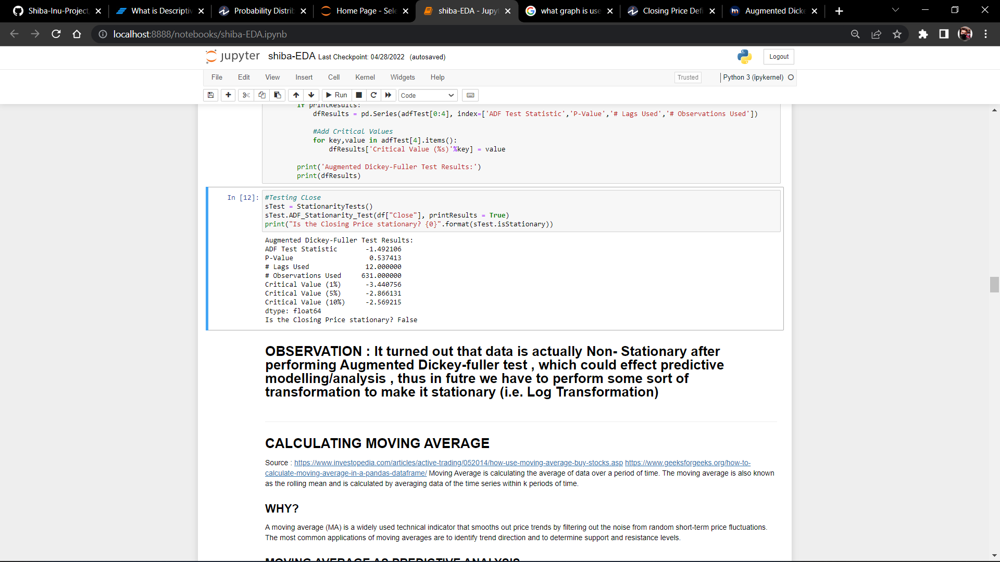 Shiba-Inu-Project
What is Descriptiv
Probability Distrib
Home Page - Sele
shiba-EDA - Jupyt
what graph is use
Closing Price Defi
Augmented Dicke
localhost:8888/notebooks/shiba-EDA.ipynb
jupyter shiba-EDA Last Checkpoint: 04/28/2022 (autosaved)
Logout
File Edit View Insert Cell Kernel Widgets Help
Trusted
Python 3 (ipykernel)
Run
Code
if printResults:
dfResults = pd.Series(adfTest[0:4], index=['ADF Test Statistic','P-Value','# Lags Used','# Observations Used'])
#Add Critical Values
for key,value in adfTest[4].items():
dfResults['Critical Value (%s)'%key] = value
print('Augmented Dickey-Fuller Test Results:')
print(dfResults)
In [12]: #Testing CLose
sTest = StationarityTests()
sTest.ADF_Stationarity_Test(df["Close"], printResults = True)
print("Is the Closing Price stationary? {0}".format(sTest.isStationary))
Augmented Dickey-Fuller Test Results:
ADF Test Statistic -1.492106
P-Value 0.537413
# Lags Used 12.000000
# Observations Used 631.000000
Critical Value (1%) -3.440756
Critical Value (5%) -2.866131
Critical Value (10%) -2.569215
dtype: float64
Is the Closing Price stationary? False
OBSERVATION : It turned out that data is actually Non- Stationary after
performing Augmented Dickey-fuller test , which could effect predictive
modelling/analysis , thus in futre we have to perform some sort of
transformation to make it stationary (i.e. Log Transformation)
CALCULATING MOVING AVERAGE
Source : https://www.investopedia.com/articles/active-trading/052014/how-use-moving-average-buy-stocks.asp https://www.geeksforgeeks.org/how-to-
calculate-moving-average-in-a-pandas-dataframe/ Moving Average is calculating the average of data over a period of time. The moving average is also known
as the rolling mean and is calculated by averaging data of the time series within k periods of time.
WHY?
A moving average (MA) is a widely used technical indicator that smooths out price trends by filtering out the noise from random short-term price fluctuations.
The most common applications of moving averages are to identify trend direction and to determine support and resistance levels.
MOVING AVERAGE AS PREDICTIVE ANALYSIS